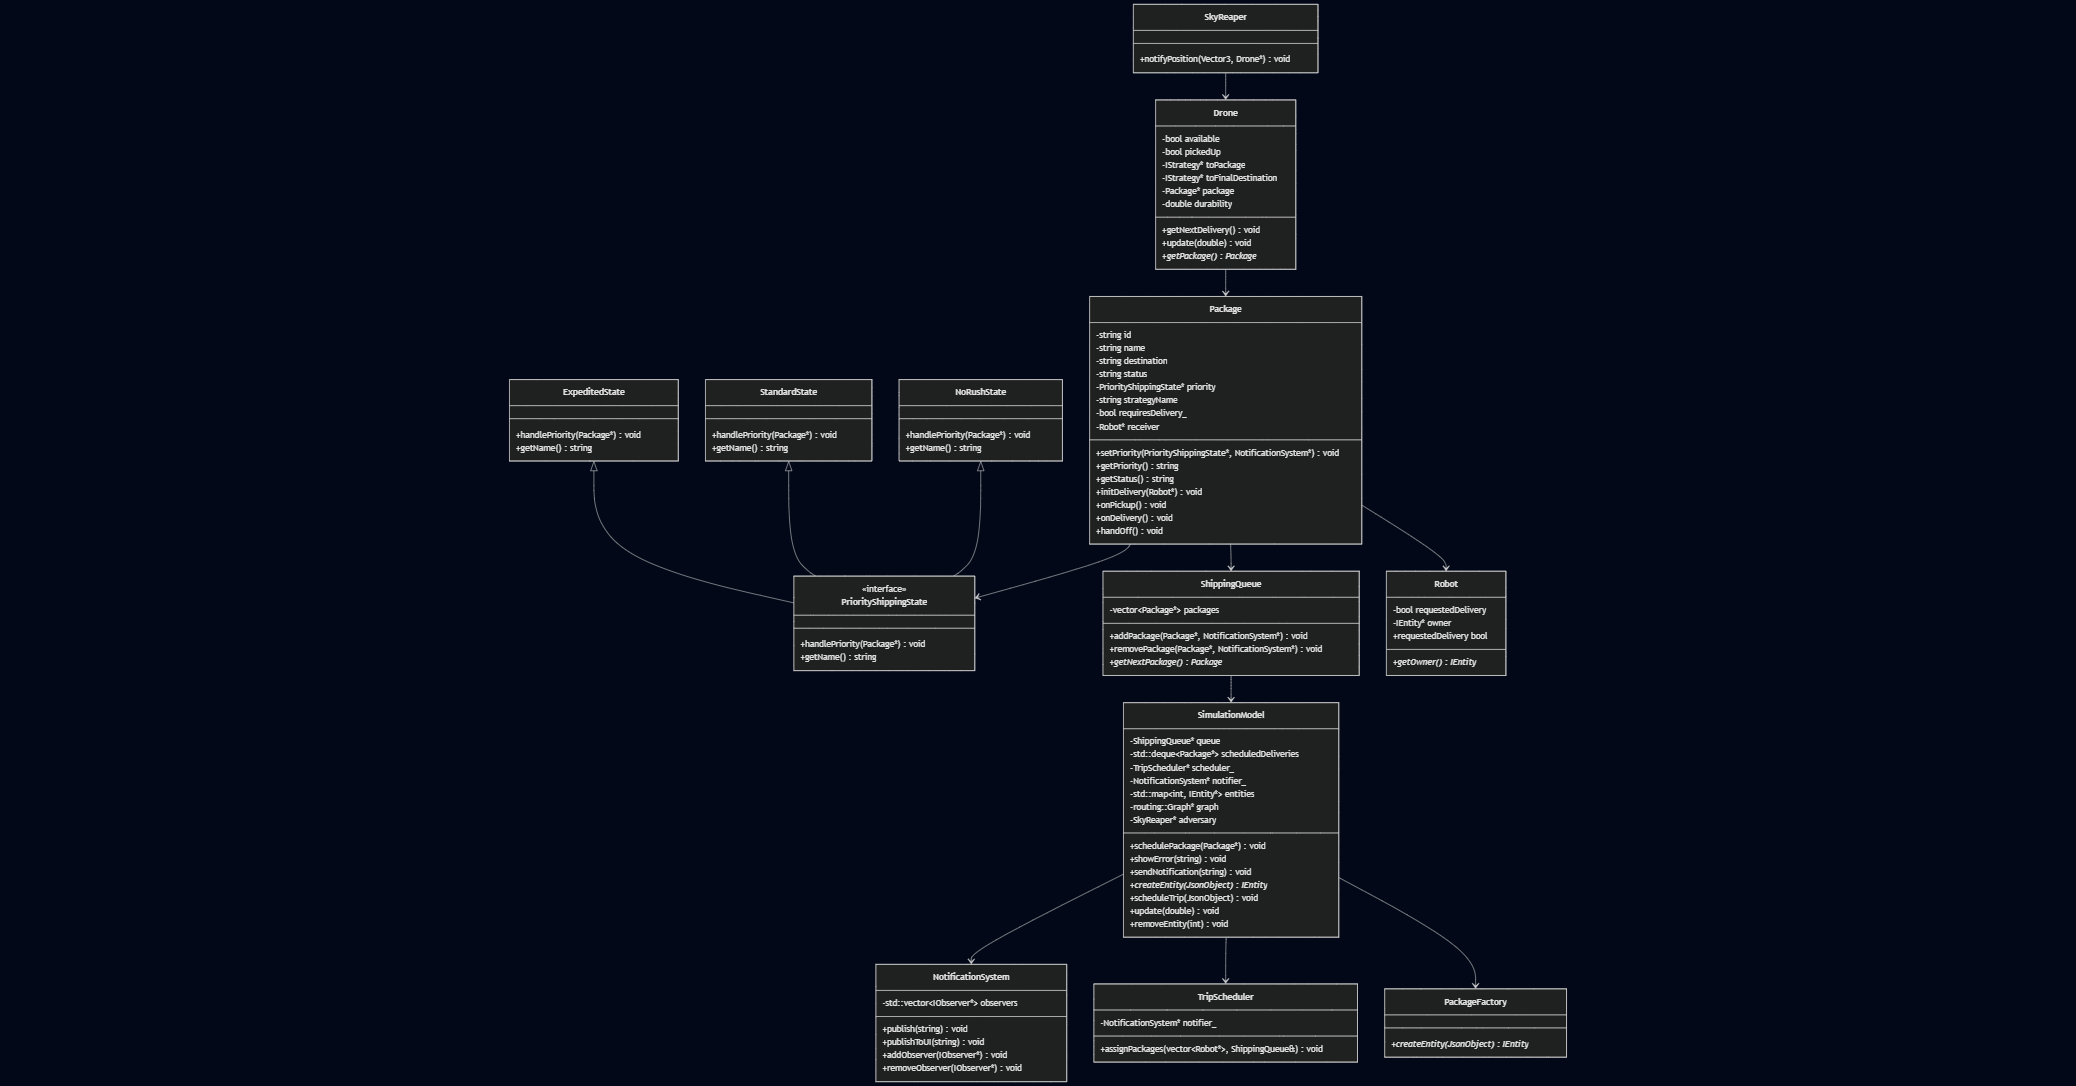 SkyReaper
+notifyPosition(Vector3, Drone*) : void
Drone
-bool available
-bool pickedUp
-IStrategy* toPackage
-IStrategy* toFinalDestination
-Package* package
-double durability
+getNextDelivery() : void
+update(double) : void
+getPackage() : Package
Package
-string id
-string name
-string destination
-string status
-PriorityShippingState* priority
-string strategyName
-bool requiresDelivery_
-Robot* receiver
+setPriority(PriorityShippingState*, NotificationSystem*) : void
+getPriority() : string
+getStatus() : string
+initDelivery(Robot*) : void
+onPickup() : void
+onDelivery() : void
+handOff() : void
ExpeditedState
+handlePriority(Package*) : void
+getName() : string
StandardState
+handlePriority(Package*) : void
+getName() : string
NoRushState
+handlePriority(Package*) : void
+getName() : string
«interface»
PriorityShippingState
+handlePriority(Package*) : void
+getName() : string
ShippingQueue
-vector<Package*> packages
+addPackage(Package*, NotificationSystem*) : void
+removePackage(Package*, NotificationSystem*) : void
+getNextPackage() : Package
Robot
-bool requestedDelivery
-IEntity* owner
+requestedDelivery bool
+getOwner() : IEntity
SimulationModel
-ShippingQueue* queue
-std::deque<Package*> scheduledDeliveries
-TripScheduler* scheduler_
-NotificationSystem* notifier_
-std::map<int, IEntity*> entities
-routing::Graph* graph
-SkyReaper* adversary
+schedulePackage(Package*) : void
+showError(string) : void
+sendNotification(string) : void
+createEntity(JsonObject) : IEntity
+scheduleTrip(JsonObject) : void
+update(double) : void
+removeEntity(int) : void
NotificationSystem
-std::vector<IObserver*> observers
+publish(string) : void
+publishToUI(string) : void
+addObserver(IObserver*) : void
+removeObserver(IObserver*) : void
TripScheduler
-NotificationSystem* notifier_
+assignPackages(vector<Robot*>, ShippingQueue&) : void
PackageFactory
+createEntity(JsonObject) : IEntity